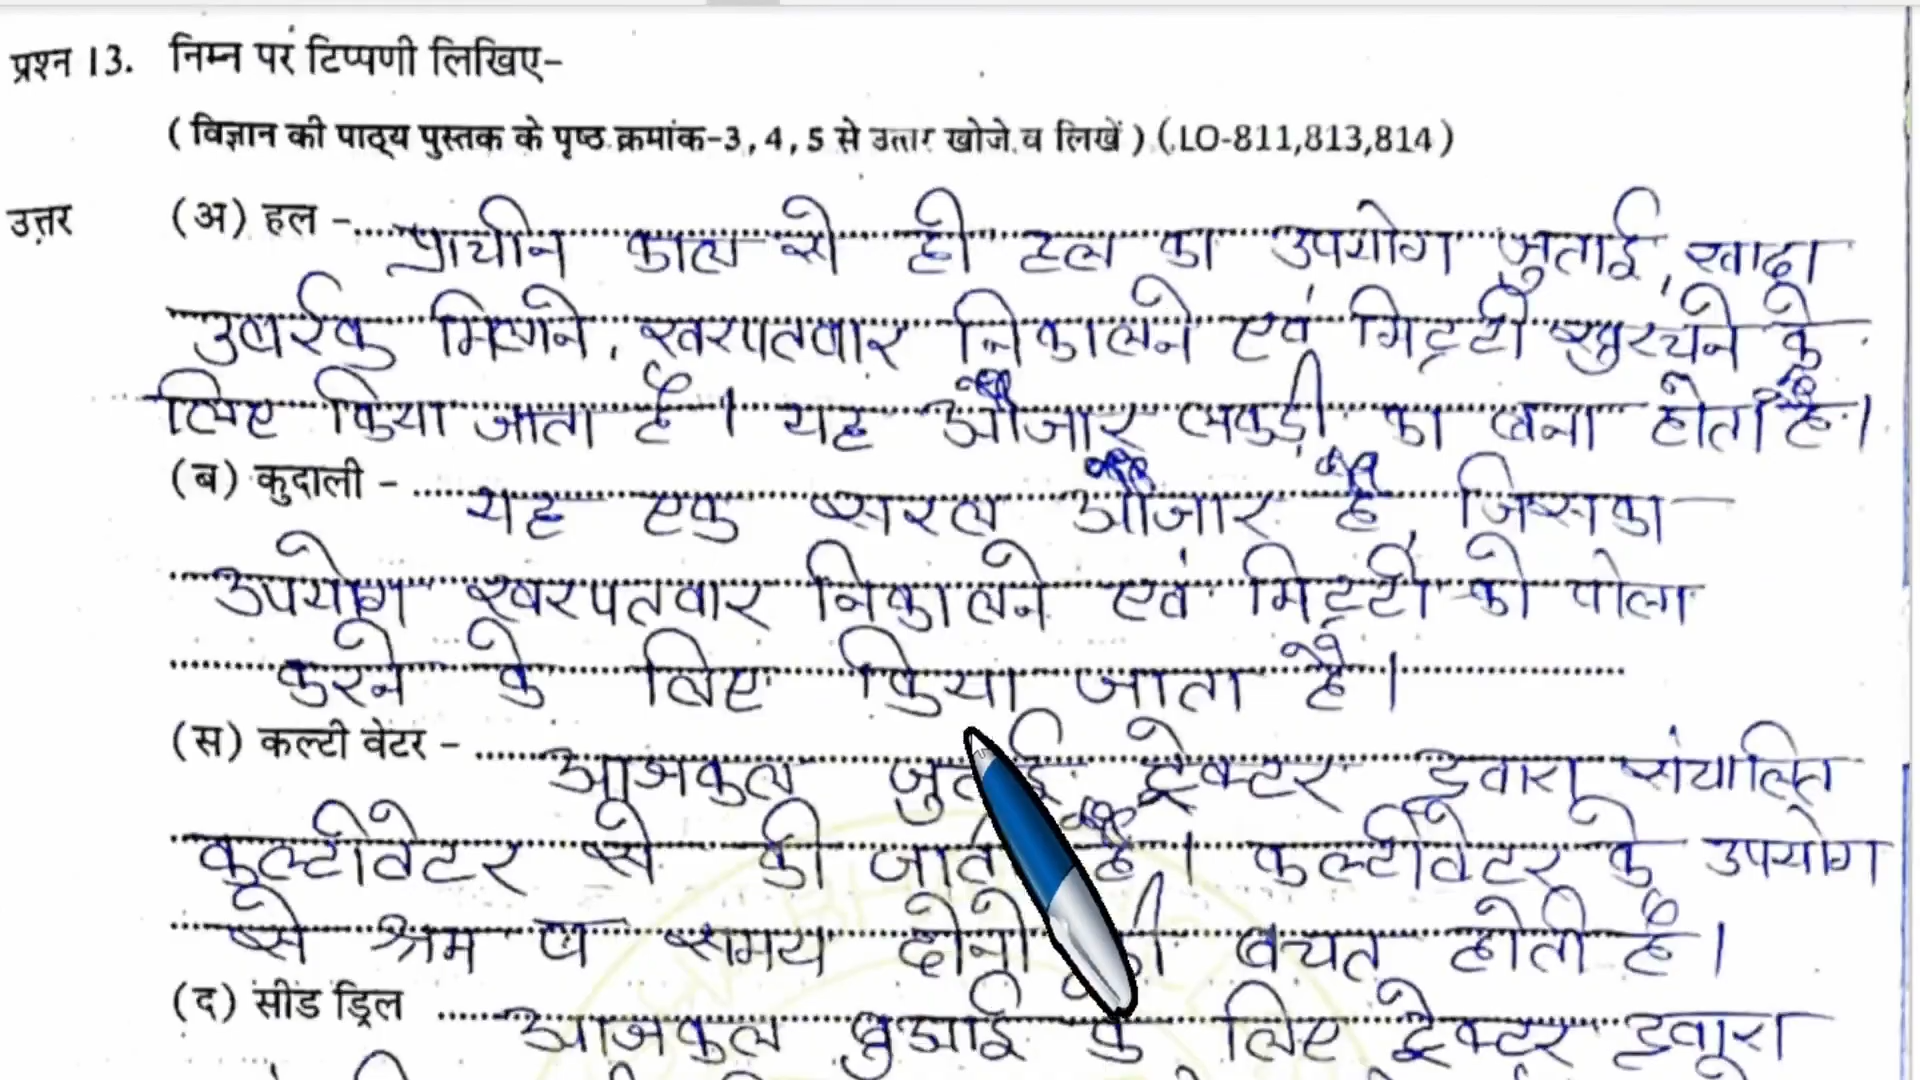 प्रश्न 13. निम्न पर टिप्पणी लिखिए-
( विज्ञान की पाठ्य पुस्तक के पृष्ठ क्रमांक-3, 4, 5 से उत्तर खोजे व लिखें ) (LO-811,813,814)
उत्तर (अ) हल - प्राचीन काल से ही हल का उपयोग जुताई, खाद।
उर्वरक मिलाने, खरपतवार निकालने एवं मिट्टी खुरचने के
लिए किया जाता है। यह औजार लकड़ी का बना होता है।
(ब) कुदाली - यह एक सरल औजार है, जिसका
उपयोग खरपतवार निकालने एवं मिट्टी को पोला
करने के लिए किया जाता है।
(स) कल्टी वेटर - आजकल जुताई ट्रेक्टर द्वारा संचालित
कल्टीवेटर से की जाती है। कल्टीवेटर के उपयोग
से श्रम व समय दोनों की बचत होती है।
(द) सीड ड्रिल आजकल बुआई के लिए ट्रेक्टर द्वारा